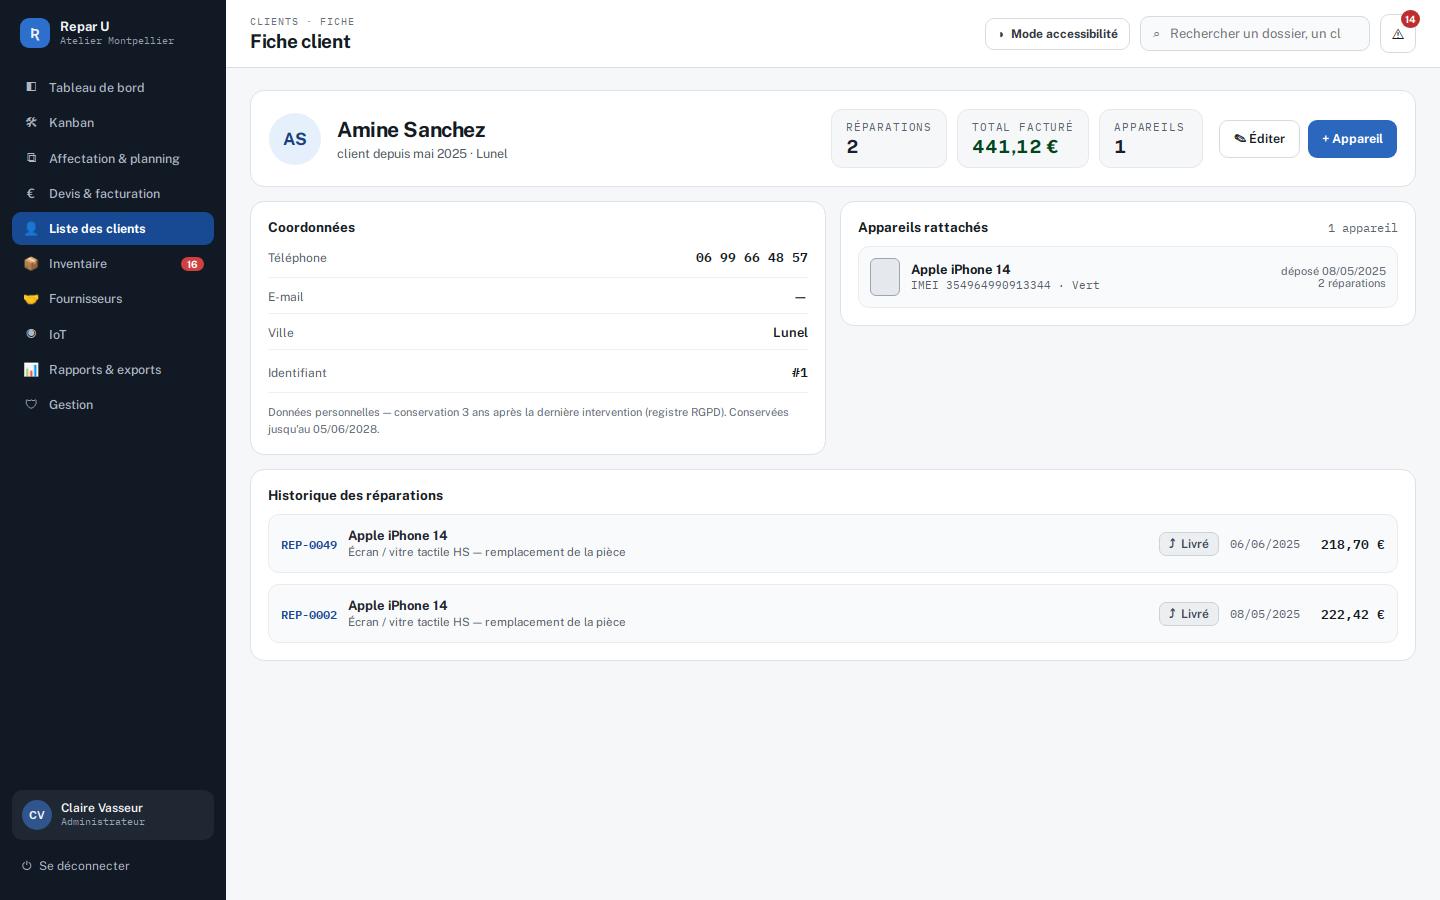 Repar U
Atelier Montpellier
Tableau de bord
Kanban
Affectation & planning
€ Devis & facturation
Liste des clients
Inventaire 16
Fournisseurs
IoT
Rapports & exports
Gestion
CV
Claire Vasseur
Administrateur
Se déconnecter
CLIENTS · FICHE
Fiche client
Mode accessibilité
Rechercher un dossier, un cl
14
AS
Amine Sanchez
client depuis mai 2025 · Lunel
RÉPARATIONS
2
TOTAL FACTURÉ
441,12 €
APPAREILS
1
✎ Éditer
+ Appareil
Coordonnées
Téléphone 06 99 66 48 57
E-mail —
Ville Lunel
Identifiant #1
Données personnelles — conservation 3 ans après la dernière intervention (registre RGPD). Conservées
jusqu'au 05/06/2028.
Appareils rattachés 1 appareil
Apple iPhone 14
IMEI 354964990913344 · Vert
déposé 08/05/2025
2 réparations
Historique des réparations
REP-0049
Apple iPhone 14
Écran / vitre tactile HS — remplacement de la pièce
⤴ Livré 06/06/2025 218,70 €
REP-0002
Apple iPhone 14
Écran / vitre tactile HS — remplacement de la pièce
⤴ Livré 08/05/2025 222,42 €